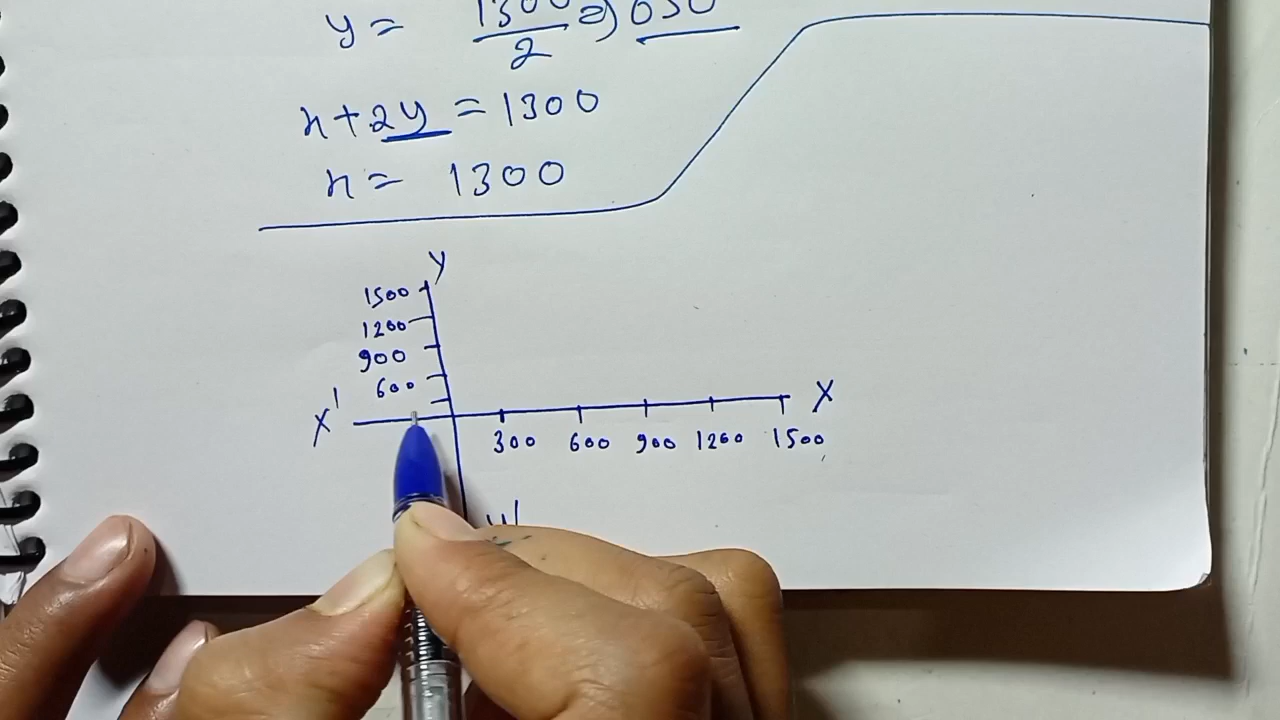 y = 1300/2 ⇒ 650
x + 2y = 1300
x = 1300
Y
1500
1200
900
600
X'
X
300 600 900 1200 1500